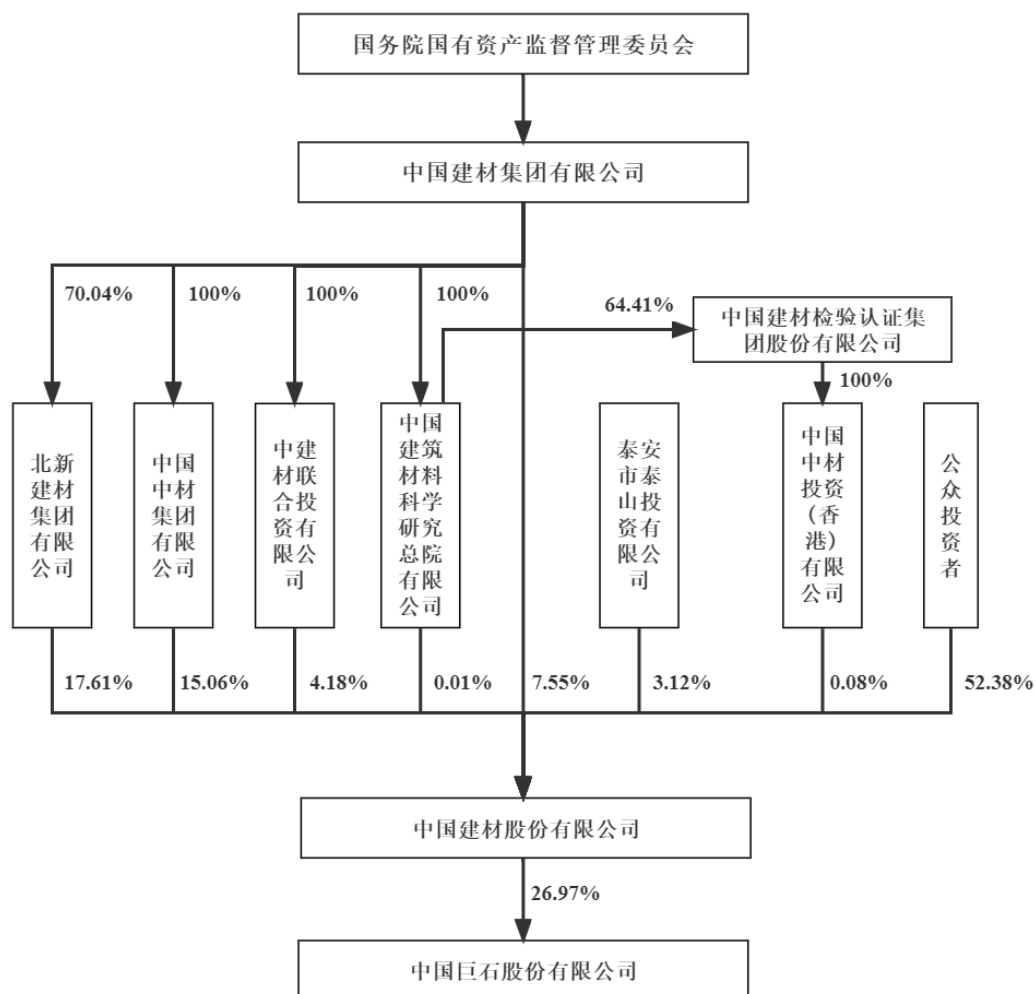 国务院国有资产监督管理委员会
中国建材集团有限公司
70.04%
100%
100%
100%
64.41%
中国建材检验认证集
团股份有限公司
100%
北新
建材
集团
有限
公司
中国
中材
集团
有限
公司
中建
材联
合投
资有
限公
司
中国
建筑
材料
科学
研究
总院
有限
公司
泰安
市泰
山投
资有
限公
司
中国
中材
投资
（香
港）
有限
公司
公
众
投
资
者
17.61%
15.06%
4.18%
0.01%
7.55%
3.12%
0.08%
52.38%
中国建材股份有限公司
26.97%
中国巨石股份有限公司